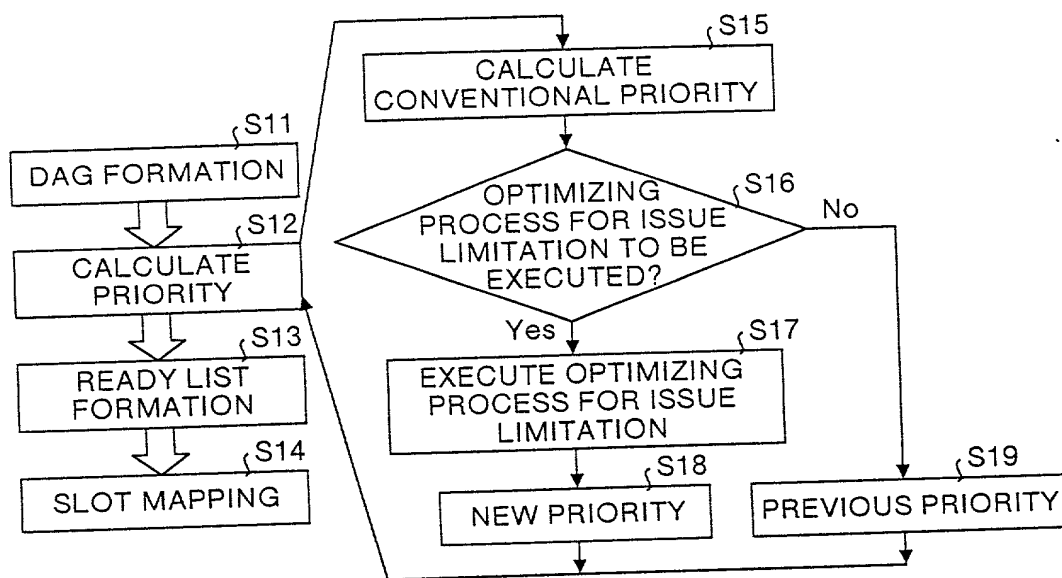 S11
DAG FORMATION
S12
CALCULATE
PRIORITY
S13
READY LIST
FORMATION
S14
SLOT MAPPING
S15
CALCULATE
CONVENTIONAL PRIORITY
S16
OPTIMIZING
PROCESS FOR ISSUE
LIMITATION TO BE
EXECUTED?
No
Yes
S17
EXECUTE OPTIMIZING
PROCESS FOR ISSUE
LIMITATION
S18
NEW PRIORITY
S19
PREVIOUS PRIORITY